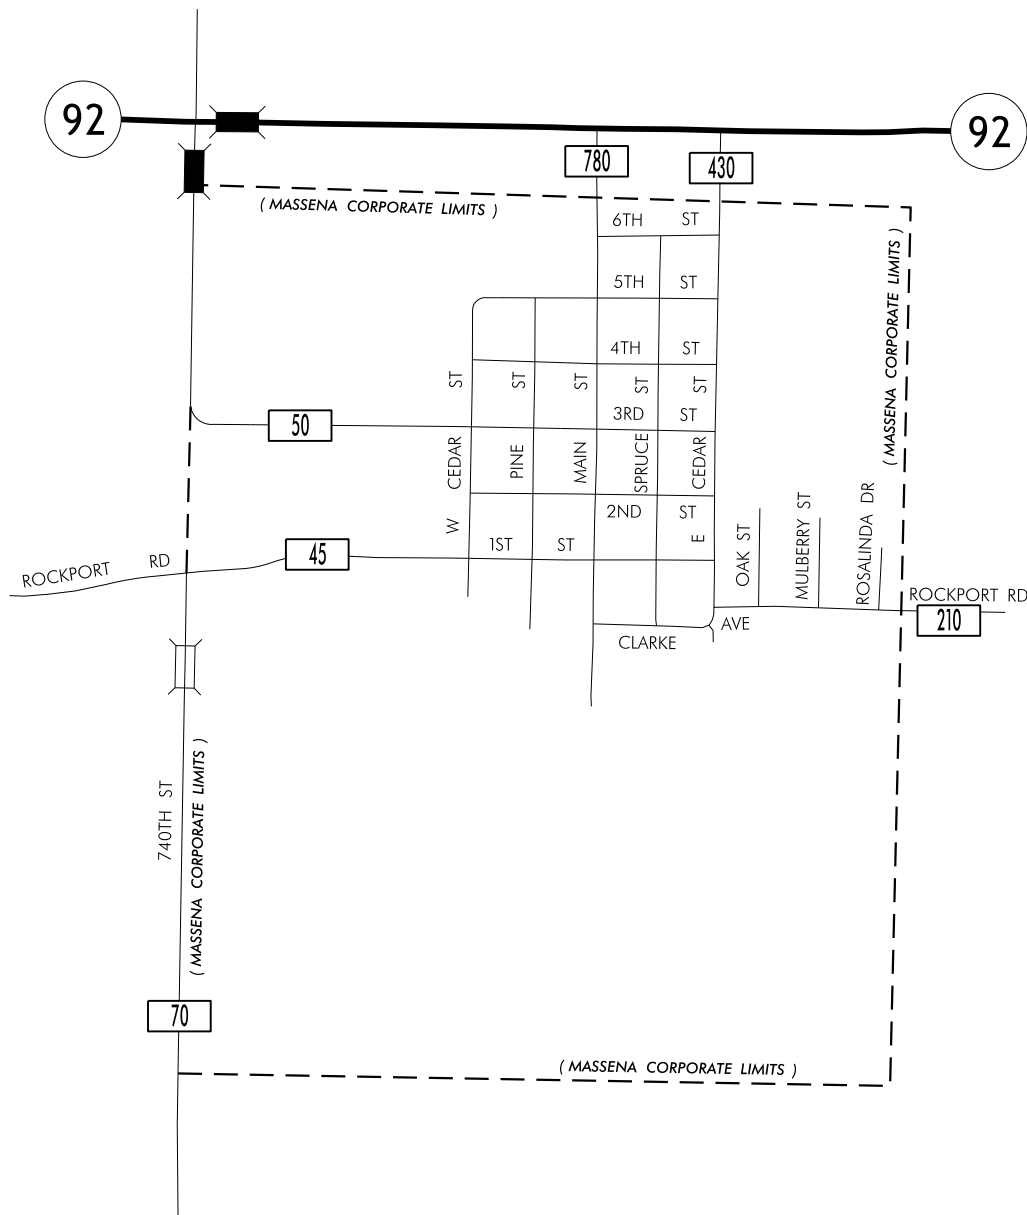 92
92
780
430
( MASSENA CORPORATE LIMITS )
6TH ST
5TH ST
( MASSENA CORPORATE LIMITS )
4TH ST
W CEDAR ST
PINE ST
MAIN ST
SPRUCE ST
E CEDAR ST
3RD ST
50
2ND ST
1ST ST
45
ROCKPORT RD
OAK ST
MULBERRY ST
ROSALINDA DR
ROCKPORT RD
210
CLARKE AVE
740TH ST
( MASSENA CORPORATE LIMITS )
70
( MASSENA CORPORATE LIMITS )